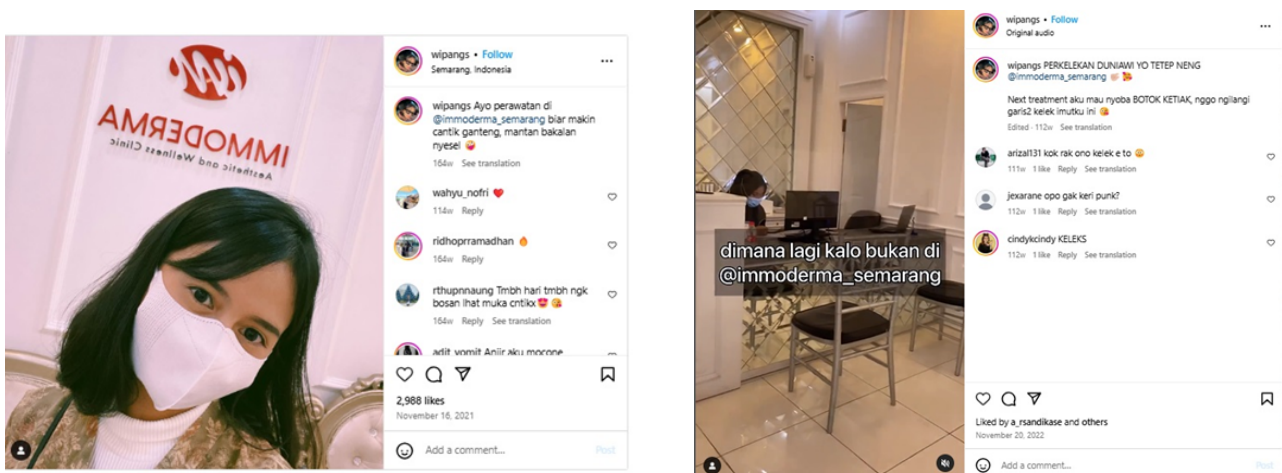 IMMODERMA
Aesthetic and Wellness Clinic
wipangs • Follow
Semarang, Indonesia
wipangs Ayo perawatan di
@immoderma_semarang biar makin
cantik ganteng, mantan bakalan
nyesel
164w See translation
wahyu_nofri
114w Reply
ridhoprramadhan
164w Reply
rthupnnaung Tmbh hari tmbh ngk
bosan lhat muka cntikx
164w Reply See translation
adit_vomit Anjir aku mocone
2,988 likes
November 16, 2021
Add a comment...
Post
dimana lagi kalo bukan di
@immoderma_semarang
wipangs • Follow
Original audio
wipangs PERKELEKAN DUNIAWI YO TETEP NENG
@immoderma_semarang
Next treatment aku mau nyoba BOTOK KETIAK, nggo ngilangi
garis2 kelek imutku ini
Edited · 112w See translation
arizal131 kok rak ono kelek e to
111w 1 like Reply See translation
jexarane opo gak keri punk?
112w 1 like Reply See translation
cindykcindy KELEKS
112w 1 like Reply See translation
Liked by a_rsandikase and others
November 20, 2022
Add a comment...
Post